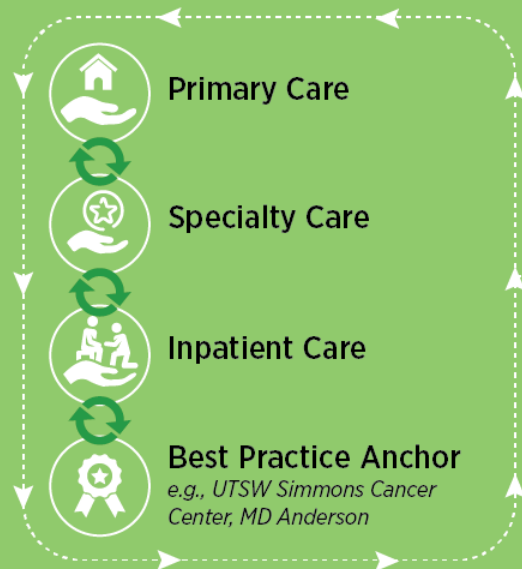 Primary Care
Specialty Care
Inpatient Care
Best Practice Anchor
e.g., UTSW Simmons Cancer
Center, MD Anderson